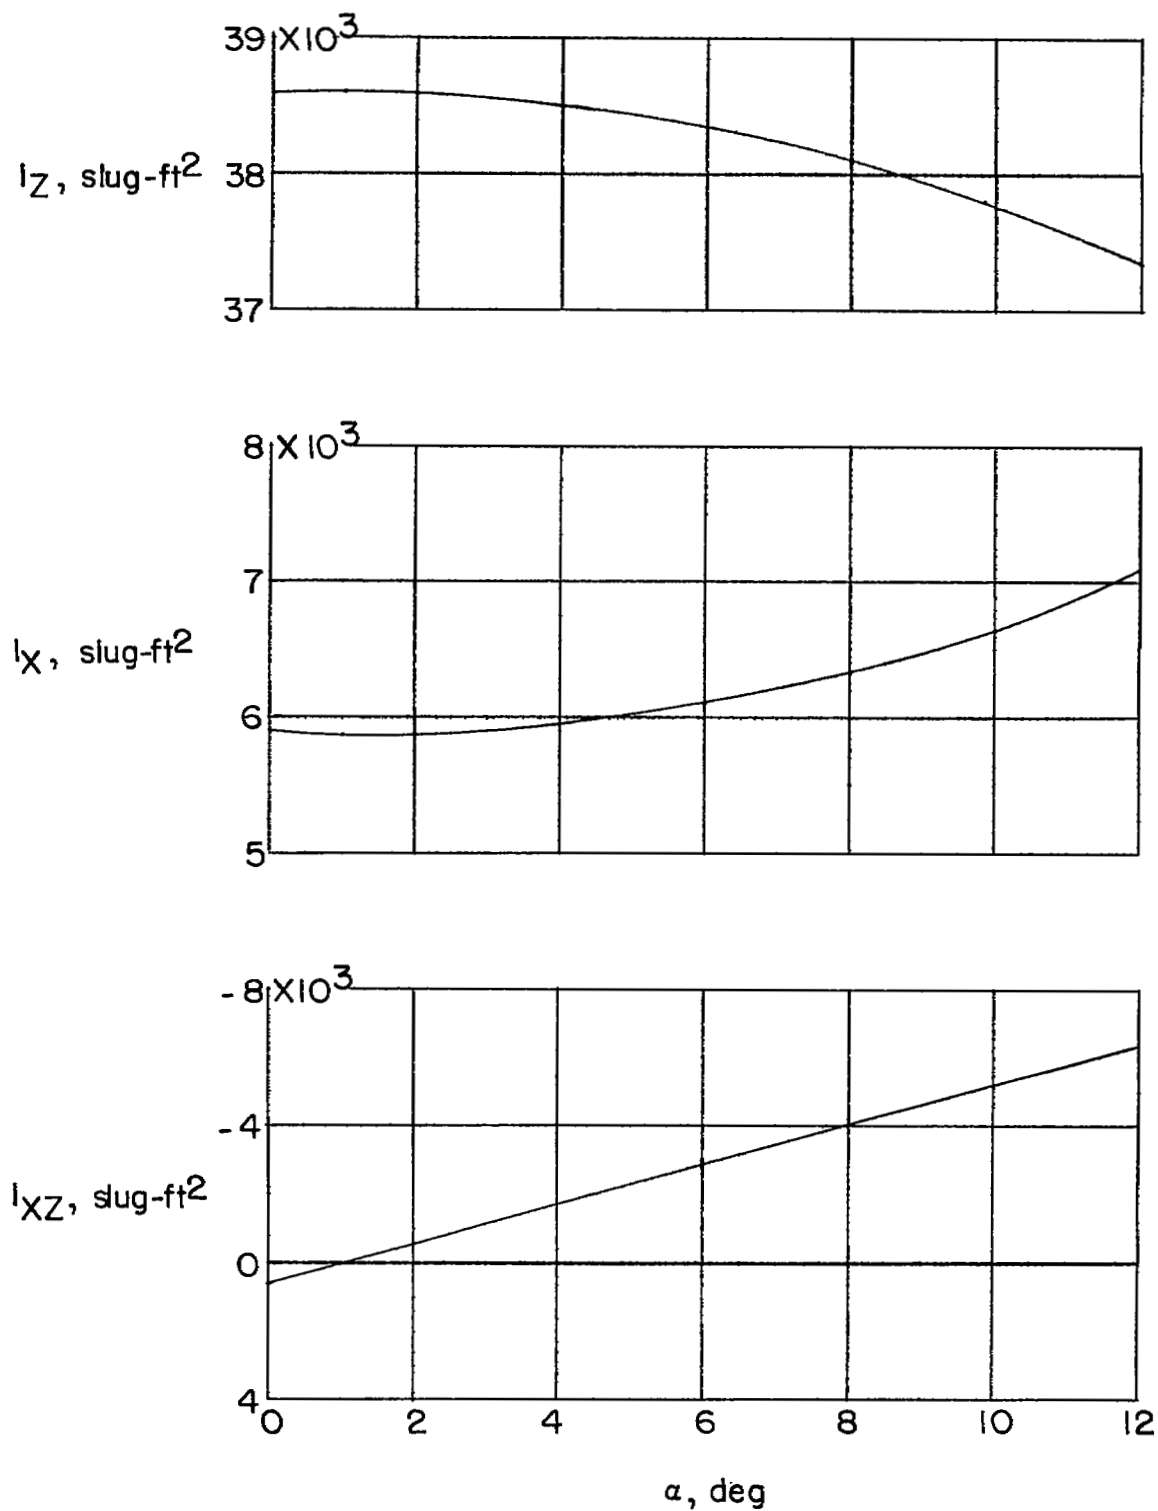 39 X10³
I_Z, slug-ft² 38
37
8 X10³
7
I_X, slug-ft²
6
5
-8 X10³
-4
I_XZ, slug-ft²
0
4
0 2 4 6 8 10 12
α, deg